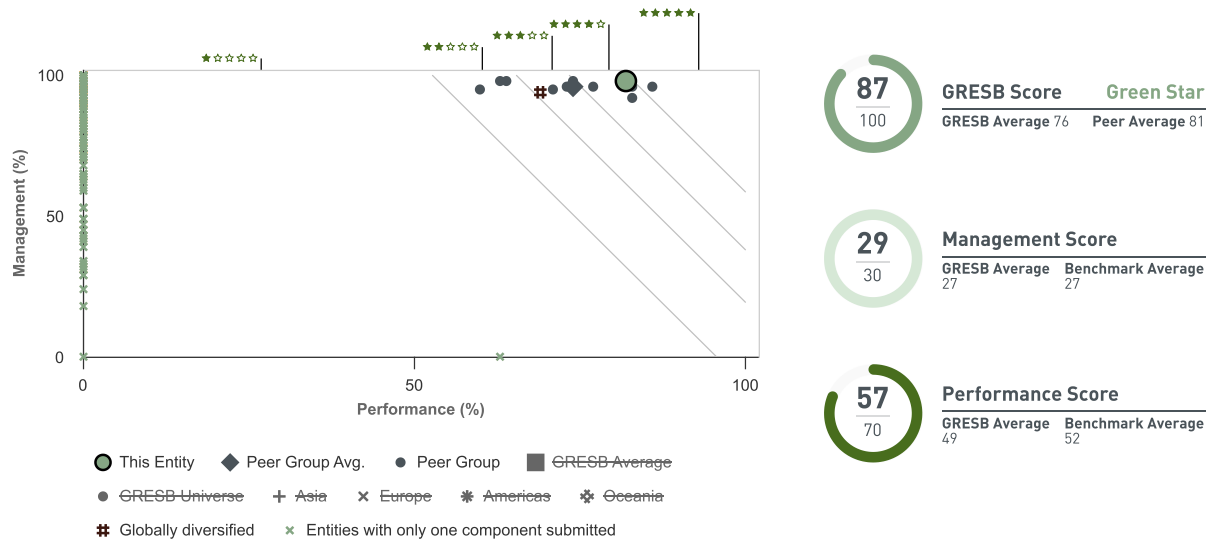 100
50
0
Management (%)
0
50
100
Performance (%)
This Entity
Peer Group Avg.
Peer Group
GRESB Average
GRESB Universe
Asia
Europe
Americas
Oceania
Globally diversified
Entities with only one component submitted
87
100
GRESB Score Green Star
GRESB Average 76 Peer Average 81
29
30
Management Score
GRESB Average Benchmark Average
27 27
57
70
Performance Score
GRESB Average Benchmark Average
49 52